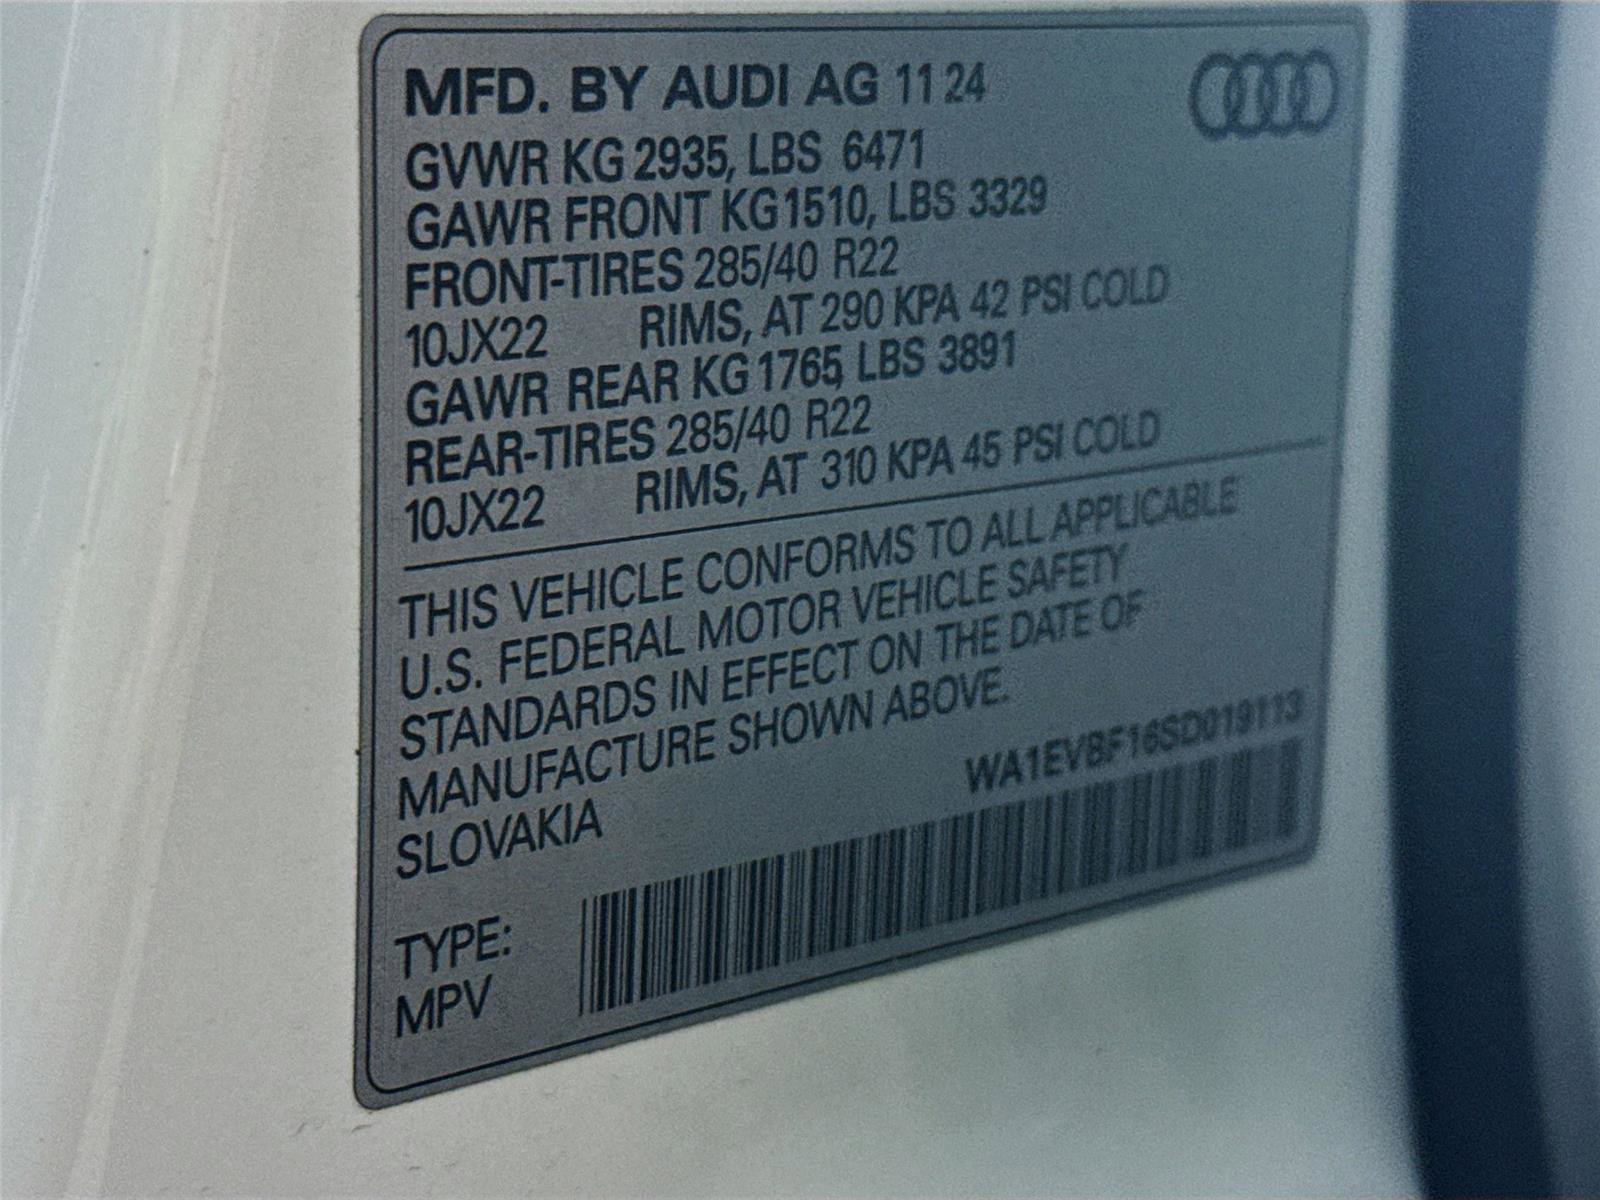 MFD. BY AUDI AG 11 24
GVWR KG 2935, LBS 6471
GAWR FRONT KG 1510, LBS 3329
FRONT-TIRES 285/40 R22
10JX22 RIMS, AT 290 KPA 42 PSI COLD
GAWR REAR KG 1765, LBS 3891
REAR-TIRES 285/40 R22
10JX22 RIMS, AT 310 KPA 45 PSI COLD
THIS VEHICLE CONFORMS TO ALL APPLICABLE
U.S. FEDERAL MOTOR VEHICLE SAFETY
STANDARDS IN EFFECT ON THE DATE OF
MANUFACTURE SHOWN ABOVE.
WA1EVBF16SD019113
SLOVAKIA
TYPE:
MPV